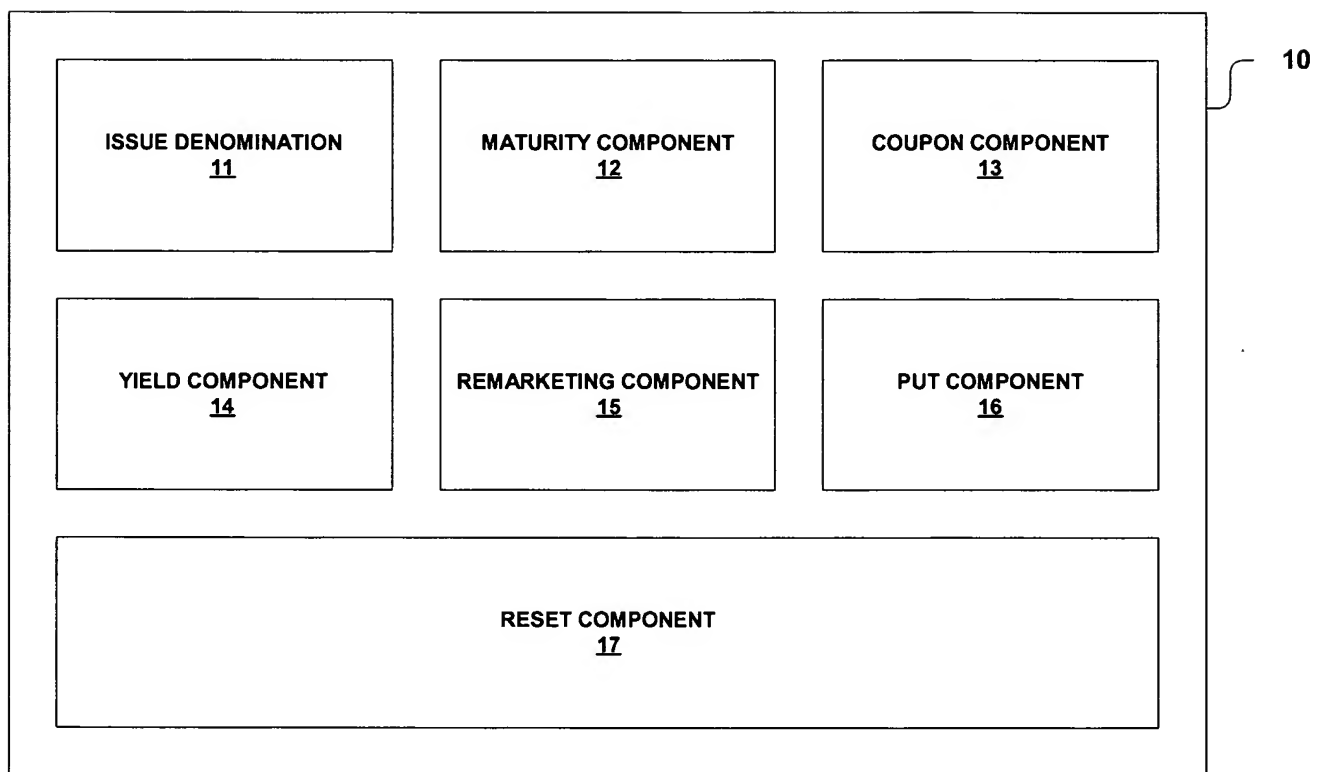 10
ISSUE DENOMINATION
11
MATURITY COMPONENT
12
COUPON COMPONENT
13
YIELD COMPONENT
14
REMARKETING COMPONENT
15
PUT COMPONENT
16
RESET COMPONENT
17